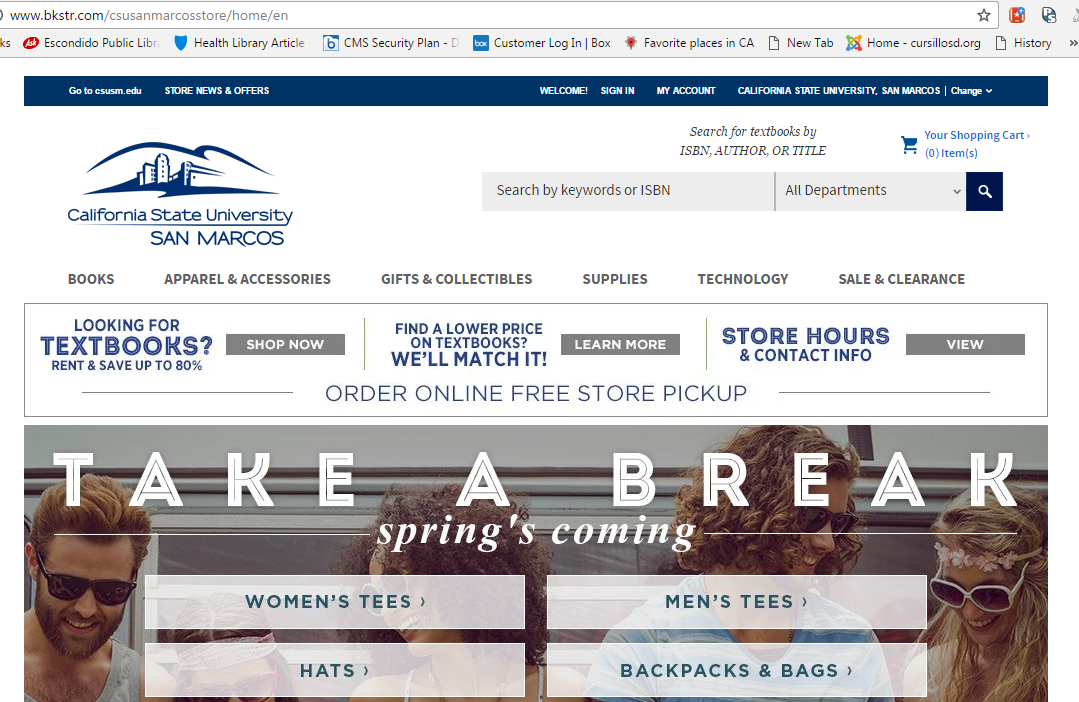 www.bkstr.com/csusanmarcosstore/home/en
ks Ask Escondido Public Libr Health Library Article CMS Security Plan - D box Customer Log In | Box Favorite places in CA New Tab Home - cursillosd.org History »
Go to csusm.edu STORE NEWS & OFFERS WELCOME! SIGN IN MY ACCOUNT CALIFORNIA STATE UNIVERSITY, SAN MARCOS | Change
Search for textbooks by
ISBN, AUTHOR, OR TITLE
Your Shopping Cart ›
(0) Item(s)
Search by keywords or ISBN All Departments
California State University
SAN MARCOS
BOOKS APPAREL & ACCESSORIES GIFTS & COLLECTIBLES SUPPLIES TECHNOLOGY SALE & CLEARANCE
LOOKING FOR
TEXTBOOKS?
RENT & SAVE UP TO 80%
SHOP NOW
FIND A LOWER PRICE
ON TEXTBOOKS?
WE'LL MATCH IT!
LEARN MORE
STORE HOURS
& CONTACT INFO
VIEW
ORDER ONLINE FREE STORE PICKUP
TAKE A BREAK
spring's coming
WOMEN'S TEES ›
MEN'S TEES ›
HATS ›
BACKPACKS & BAGS ›